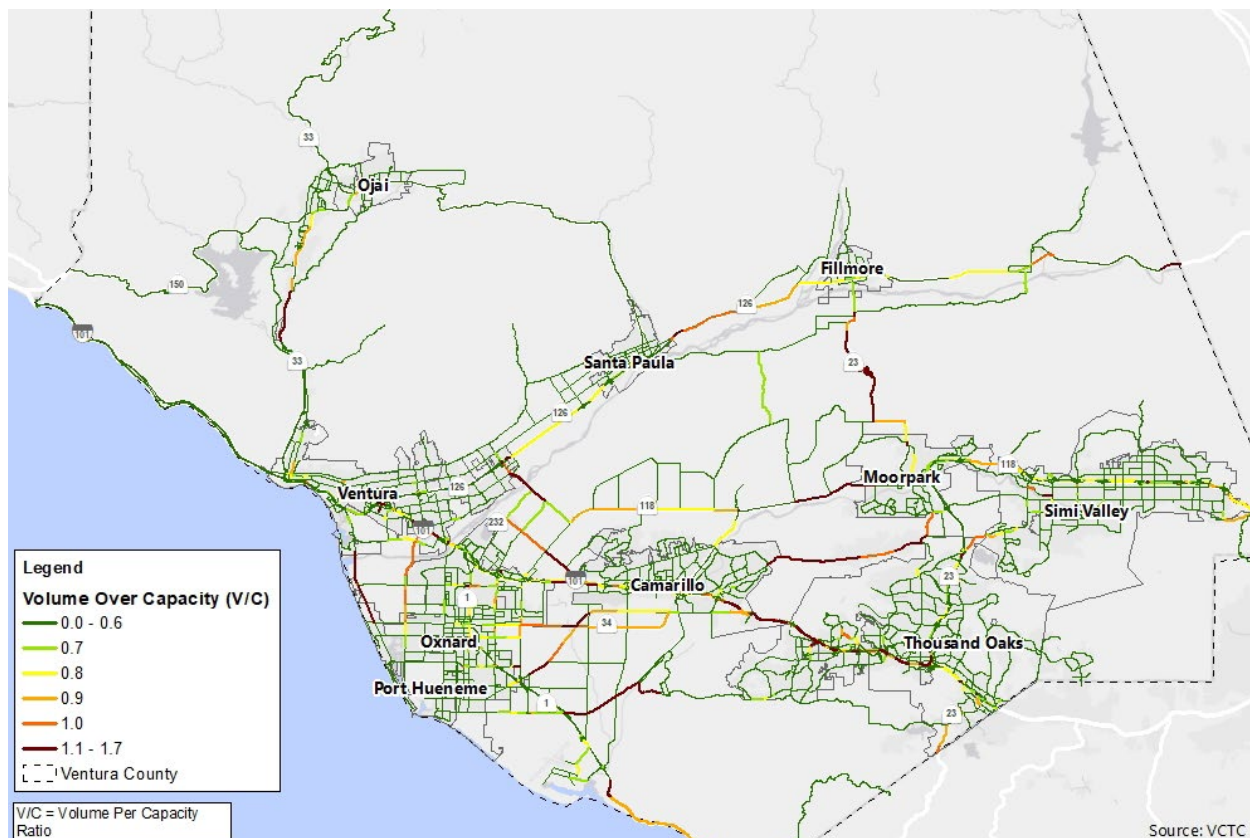 33
Ojai
150
Fillmore
126
101
33
Santa Paula
23
126
Moorpark
118
Ventura
126
118
Simi Valley
232
101
101
Camarillo
23
1
34
Oxnard
Thousand Oaks
Port Hueneme
1
23
Legend
Volume Over Capacity (V/C)
0.0 - 0.6
0.7
0.8
0.9
1.0
1.1 - 1.7
Ventura County
V/C = Volume Per Capacity
Ratio
Source: VCTC